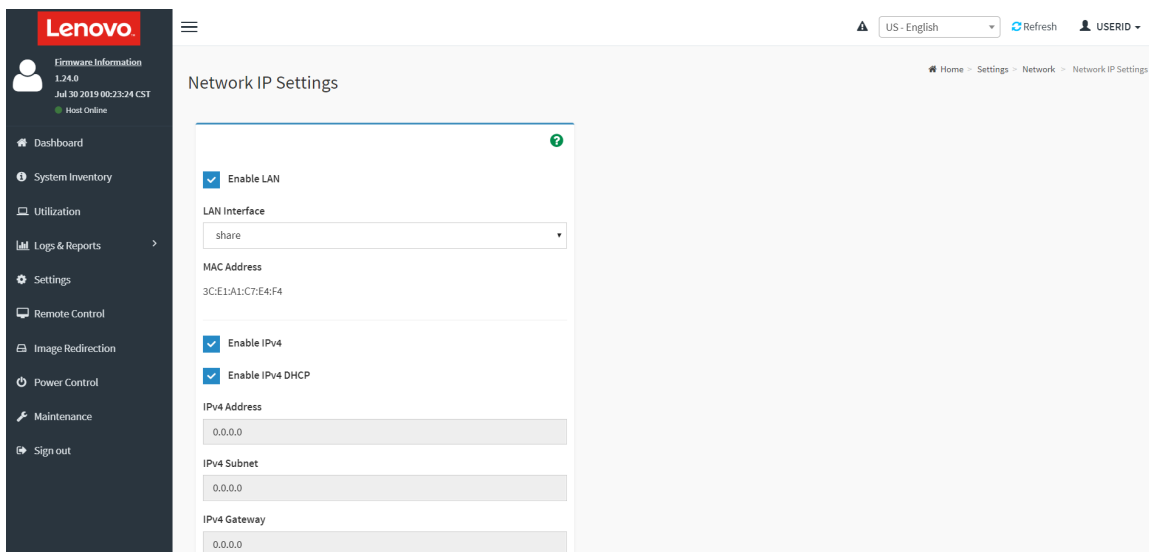 Lenovo
US - English
Refresh
USERID
Firmware Information
1.24.0
Jul 30 2019 00:23:24 CST
Host Online
Dashboard
System Inventory
Utilization
Logs & Reports
Settings
Remote Control
Image Redirection
Power Control
Maintenance
Sign out
Network IP Settings
Home > Settings > Network > Network IP Settings
Enable LAN
LAN Interface
share
MAC Address
3C:E1:A1:C7:E4:F4
Enable IPv4
Enable IPv4 DHCP
IPv4 Address
0.0.0.0
IPv4 Subnet
0.0.0.0
IPv4 Gateway
0.0.0.0